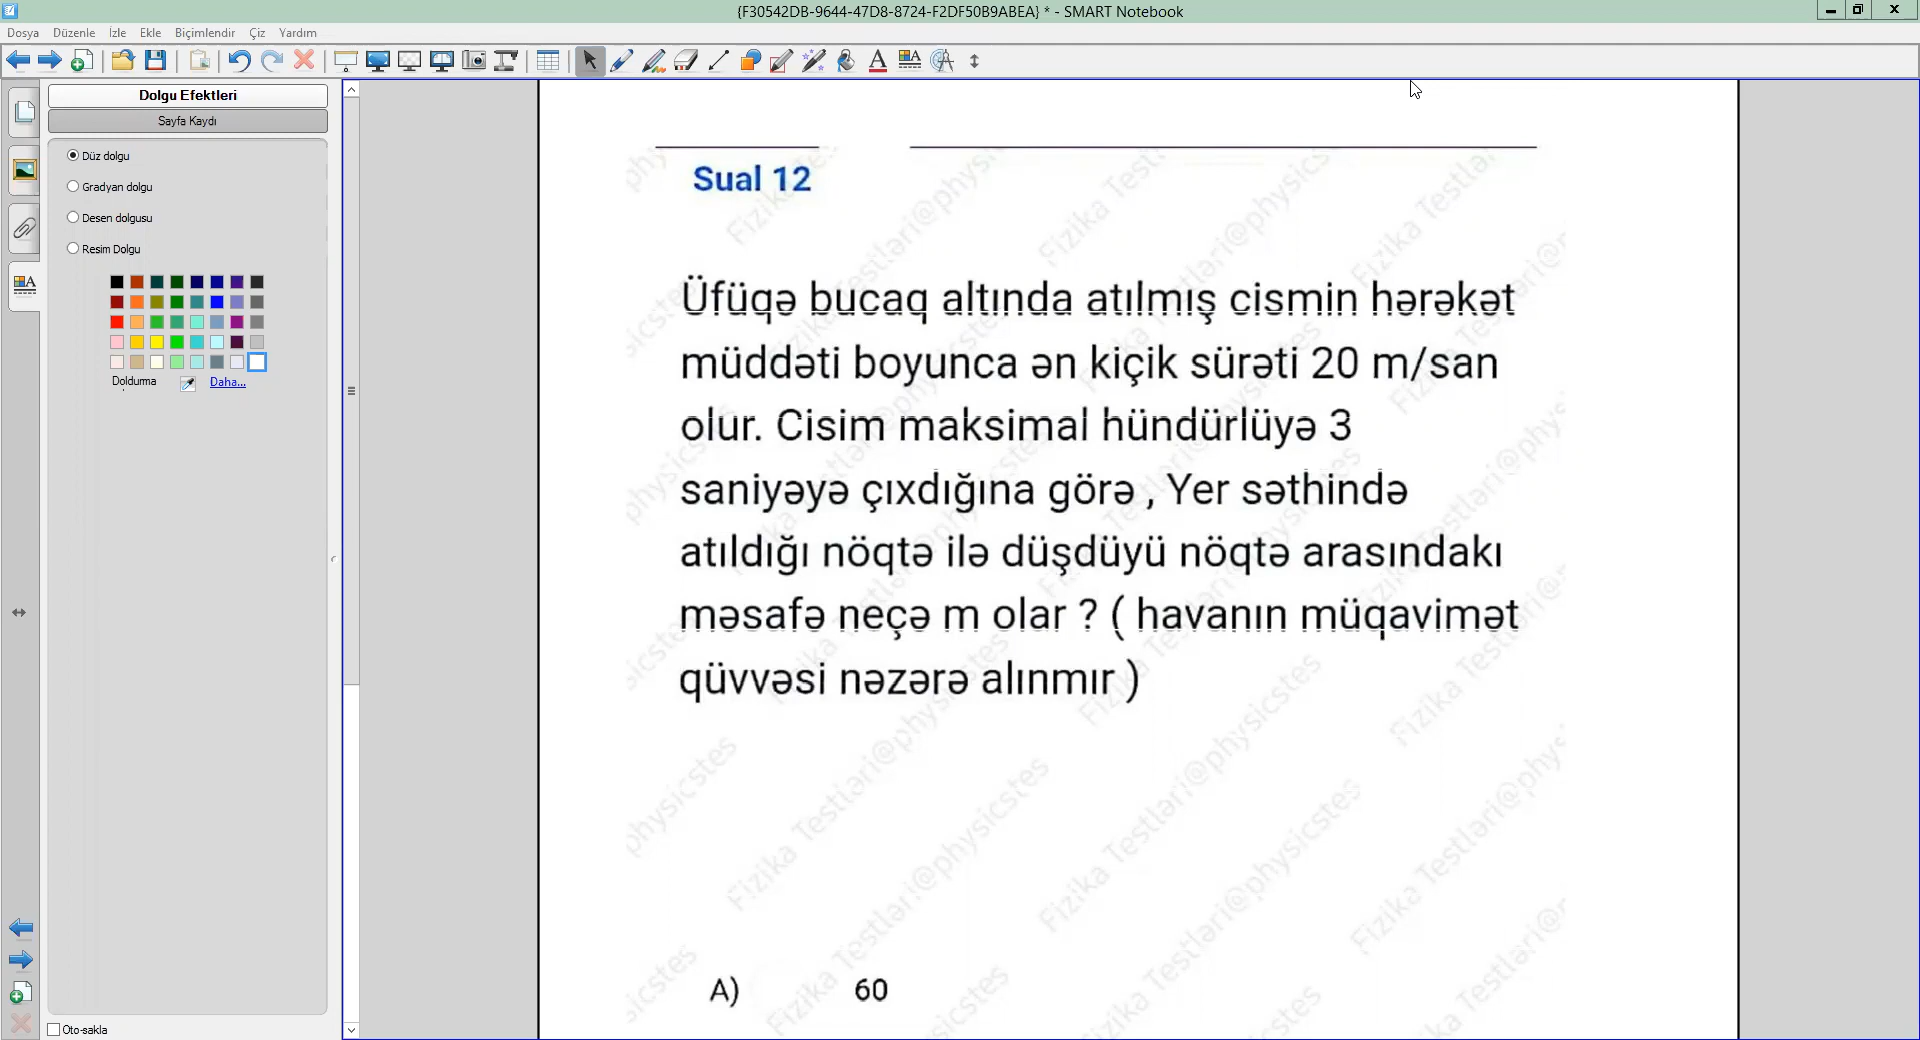 {F30542DB-9644-47D8-8724-F2DF50B9ABEA} * - SMART Notebook
Dosya Düzenle İzle Ekle Biçimlendir Çiz Yardım
Dolgu Efektleri
Sayfa Kaydı
Düz dolgu
Gradyan dolgu
Desen dolgusu
Resim Dolgu
Doldurma
Daha...
Oto-sakla
Sual 12
Üfüqə bucaq altında atılmış cismin hərəkət
müddəti boyunca ən kiçik sürəti 20 m/san
olur. Cisim maksimal hündürlüyə 3
saniyəyə çıxdığına görə , Yer səthində
atıldığı nöqtə ilə düşdüyü nöqtə arasındakı
məsafə neçə m olar ? ( havanın müqavimət
qüvvəsi nəzərə alınmır )
A) 60
Fizika Testləri@physicstes